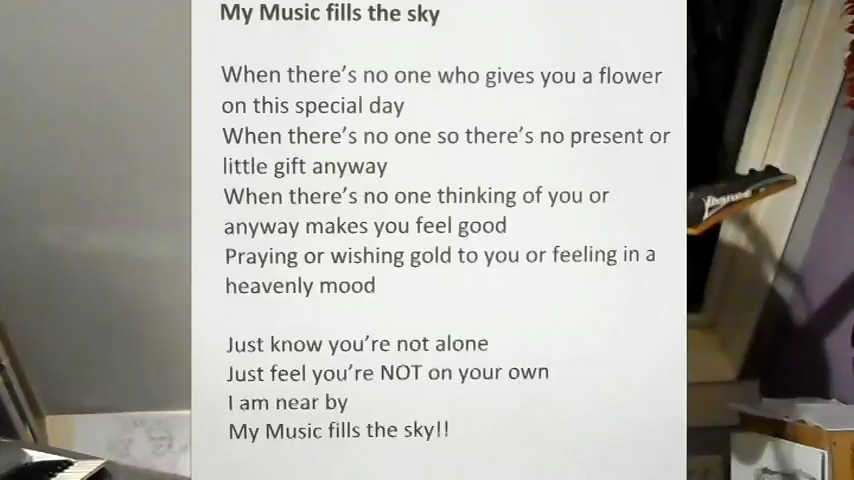 My Music fills the sky
When there's no one who gives you a flower
on this special day
When there's no one so there's no present or
little gift anyway
When there's no one thinking of you or
anyway makes you feel good
Praying or wishing gold to you or feeling in a
heavenly mood
Just know you're not alone
Just feel you're NOT on your own
I am near by
My Music fills the sky!!
Ibanez